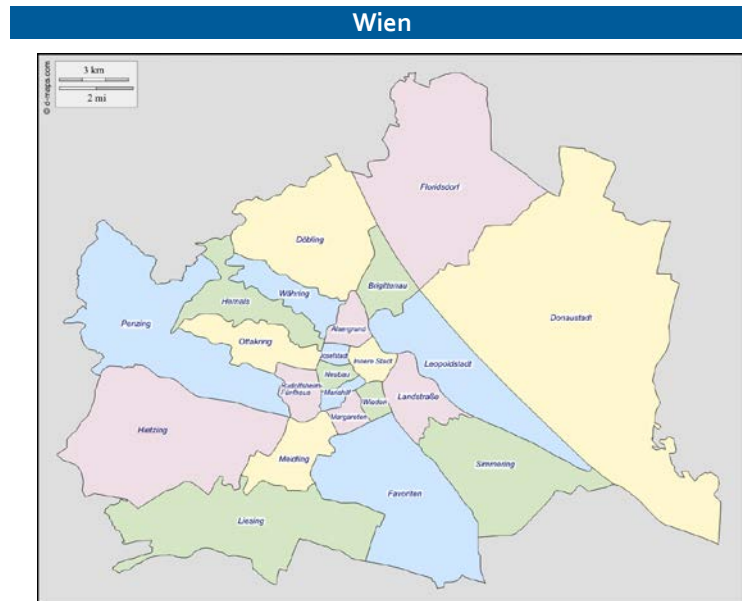 Wien
© d-maps.com
3 km
2 mi
Floridsdorf
Döbling
Brigittenau
Donaustadt
Währing
Hernals
Penzing
Alsergrund
Ottakring
Josefstadt
Innere Stadt
Leopoldstadt
Neubau
Rudolfsheim-
Fünfhaus
Mariahilf
Wieden
Landstraße
Margareten
Hietzing
Meidling
Simmering
Favoriten
Liesing